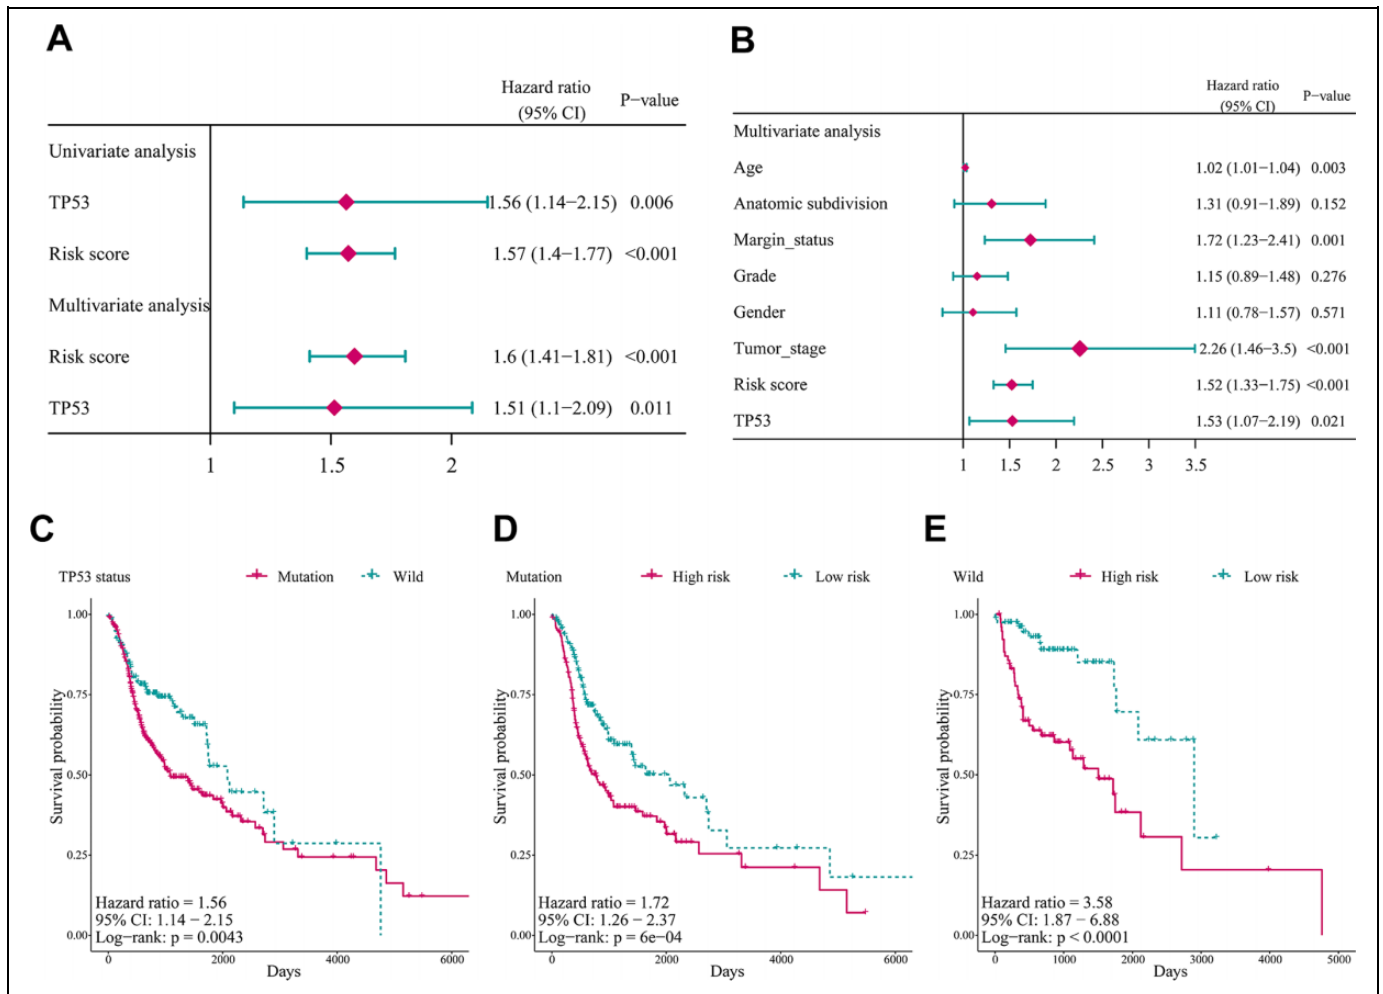 A
Hazard ratio
(95% CI)
P−value
Univariate analysis
TP53 1.56 (1.14−2.15) 0.006
Risk score 1.57 (1.4−1.77) <0.001
Multivariate analysis
Risk score 1.6 (1.41−1.81) <0.001
TP53 1.51 (1.1−2.09) 0.011
1 1.5 2
B
Hazard ratio
(95% CI)
P−value
Multivariate analysis
Age 1.02 (1.01−1.04) 0.003
Anatomic subdivision 1.31 (0.91−1.89) 0.152
Margin_status 1.72 (1.23−2.41) 0.001
Grade 1.15 (0.89−1.48) 0.276
Gender 1.11 (0.78−1.57) 0.571
Tumor_stage 2.26 (1.46−3.5) <0.001
Risk score 1.52 (1.33−1.75) <0.001
TP53 1.53 (1.07−2.19) 0.021
1 1.5 2 2.5 3 3.5
C
TP53 status Mutation Wild
Survival probability
1.00
0.75
0.50
0.25
0.00
Hazard ratio = 1.56
95% CI: 1.14 − 2.15
Log−rank: p = 0.0043
0 2000 4000 6000
Days
D
Mutation High risk Low risk
Survival probability
1.00
0.75
0.50
0.25
0.00
Hazard ratio = 1.72
95% CI: 1.26 − 2.37
Log−rank: p = 6e−04
0 2000 4000 6000
Days
E
Wild High risk Low risk
Survival probability
1.00
0.75
0.50
0.25
0.00
Hazard ratio = 3.58
95% CI: 1.87 − 6.88
Log−rank: p < 0.0001
0 1000 2000 3000 4000 5000
Days